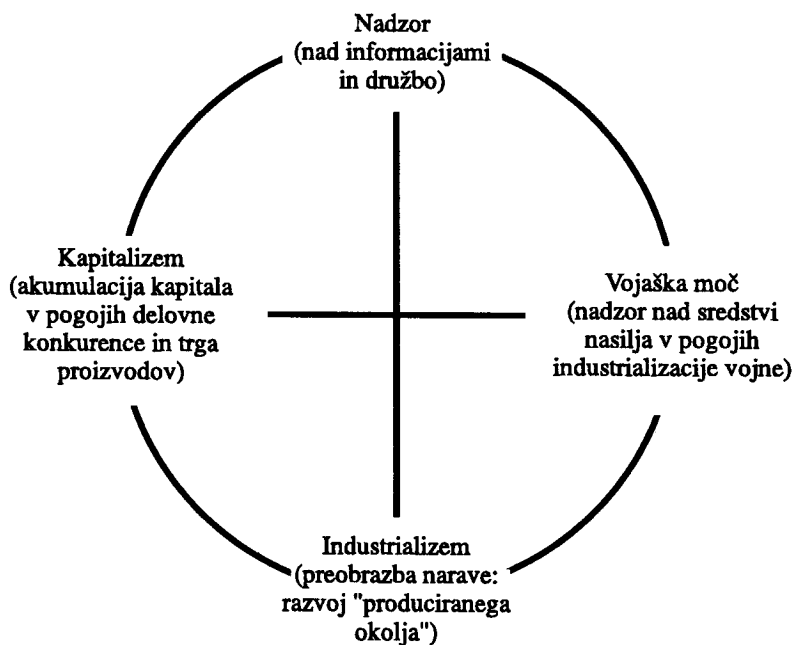 Nadzor
(nad informacijami
in družbo)
Kapitalizem
(akumulacija kapitala
v pogojih delovne
konkurence in trga
proizvodov)
Vojaška moč
(nadzor nad sredstvi
nasilja v pogojih
industrializacije vojne)
Industrializem
(preobrazba narave:
razvoj "produciranega
okolja")